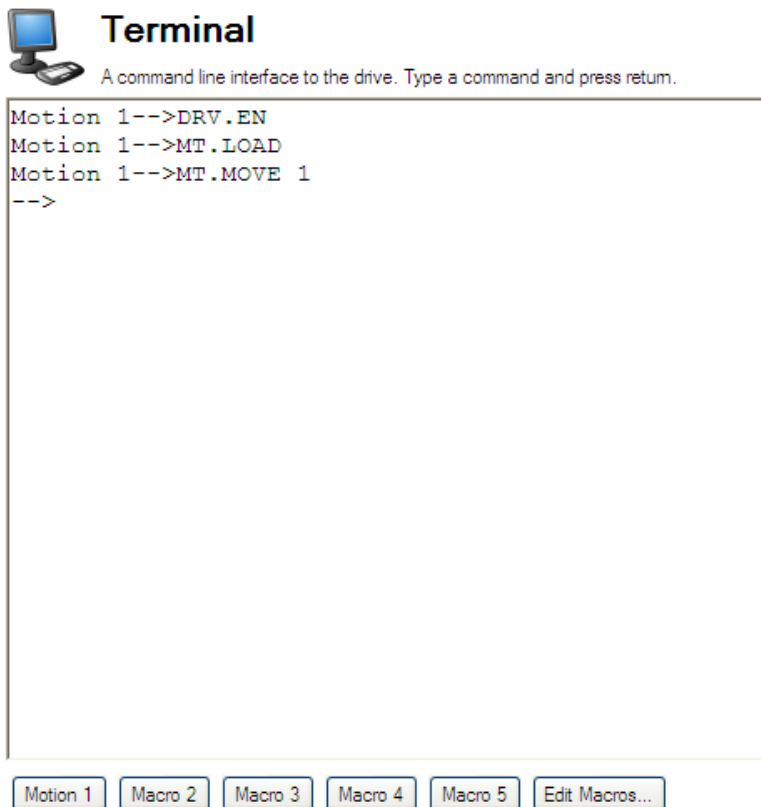 Terminal
A command line interface to the drive. Type a command and press return.
Motion 1-->DRV.EN
Motion 1-->MT.LOAD
Motion 1-->MT.MOVE 1
-->
Motion 1 Macro 2 Macro 3 Macro 4 Macro 5 Edit Macros...